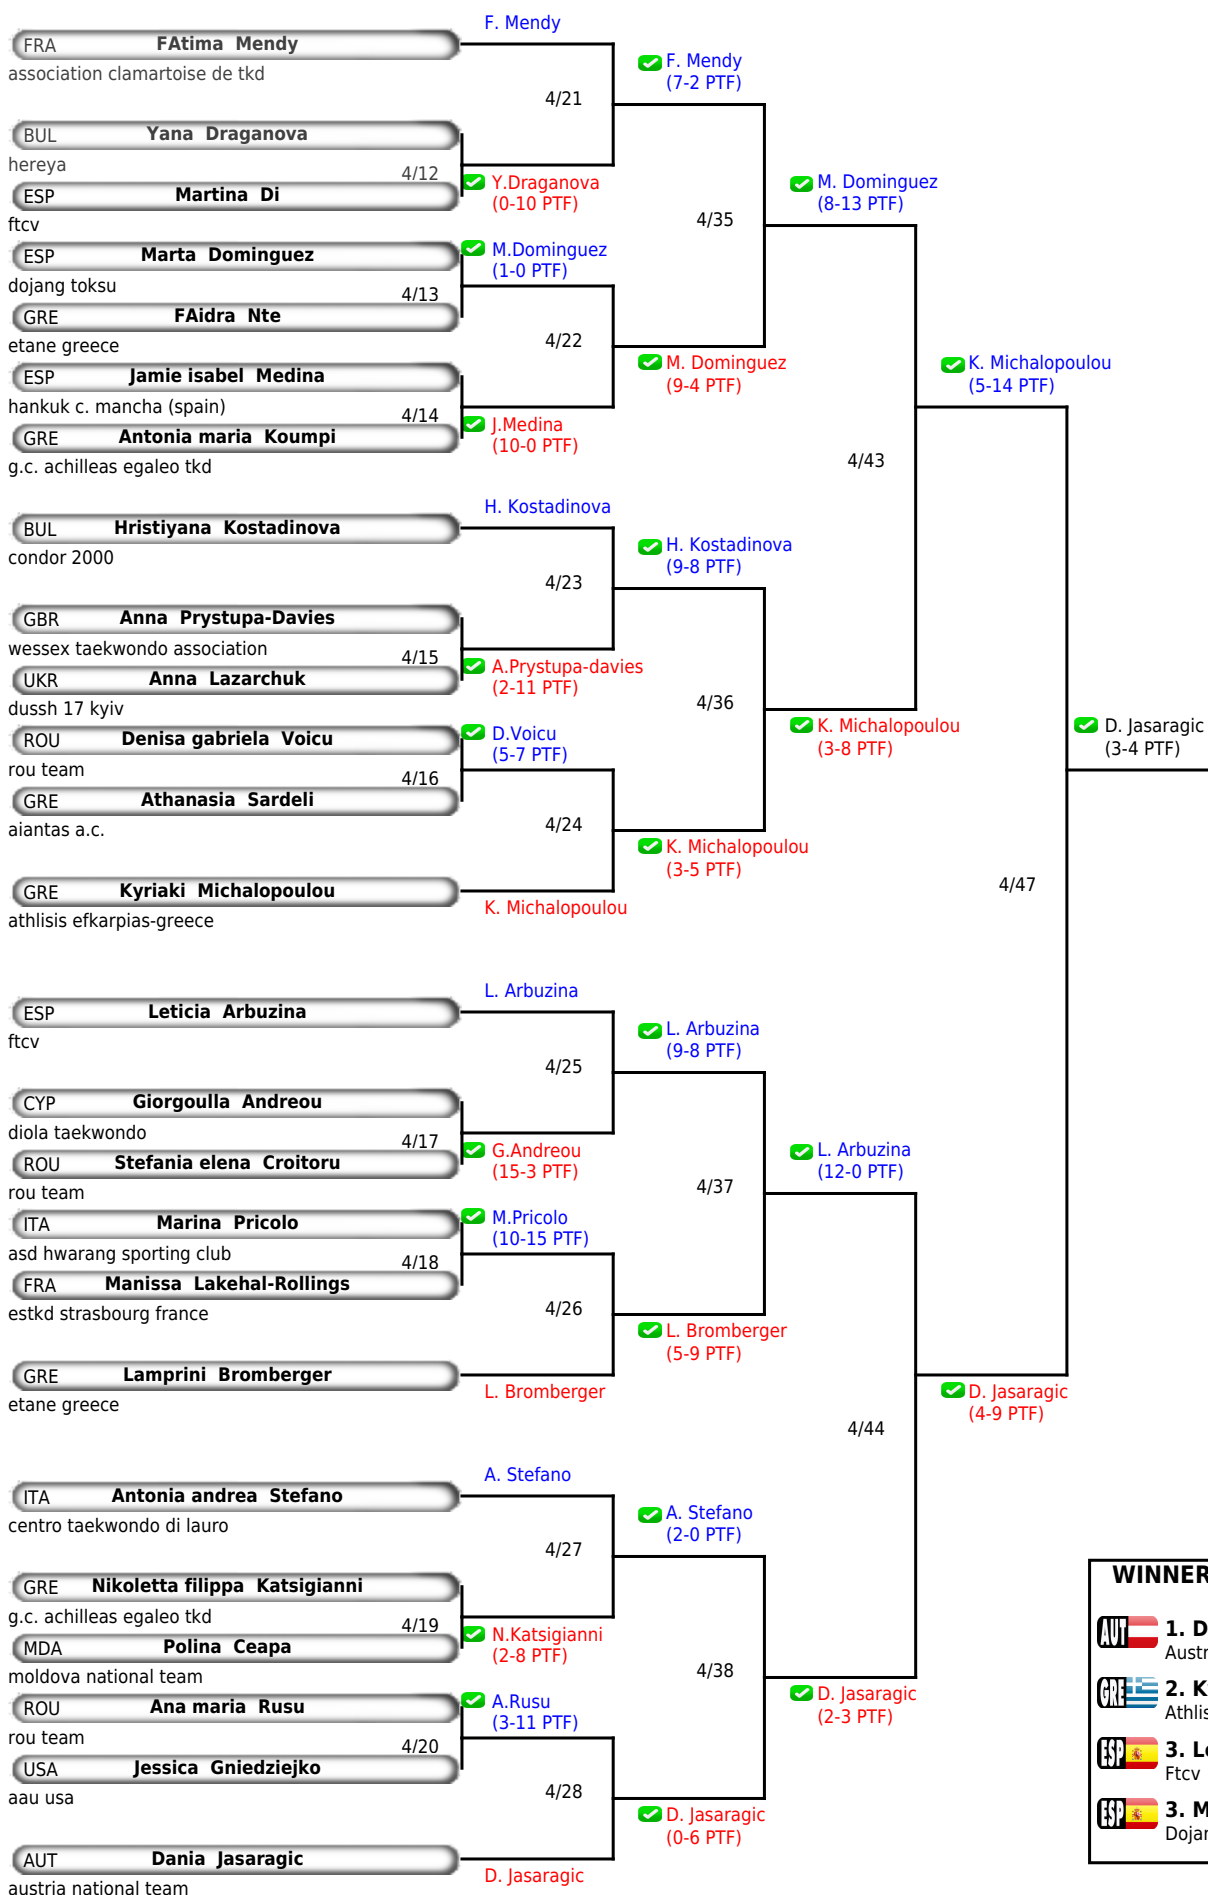 F. Mendy
FRA FAtima Mendy
association clamartoise de tkd
F. Mendy
(7-2 PTF)
4/21
BUL Yana Draganova
hereya
4/12
Y.Draganova
(0-10 PTF)
ESP Martina Di
ftcv
M. Dominguez
(8-13 PTF)
4/35
ESP Marta Dominguez
dojang toksu
M.Dominguez
(1-0 PTF)
4/13
GRE FAidra Nte
etane greece
4/22
M. Dominguez
(9-4 PTF)
ESP Jamie isabel Medina
hankuk c. mancha (spain)
4/14
J.Medina
(10-0 PTF)
GRE Antonia maria Koumpi
g.c. achilleas egaleo tkd
K. Michalopoulou
(5-14 PTF)
4/43
H. Kostadinova
BUL Hristiyana Kostadinova
condor 2000
H. Kostadinova
(9-8 PTF)
4/23
GBR Anna Prystupa-Davies
wessex taekwondo association
4/15
A.Prystupa-davies
(2-11 PTF)
UKR Anna Lazarchuk
dussh 17 kyiv
4/36
ROU Denisa gabriela Voicu
rou team
D.Voicu
(5-7 PTF)
4/16
K. Michalopoulou
(3-8 PTF)
D. Jasaragic
(3-4 PTF)
GRE Athanasia Sardeli
aiantas a.c.
4/24
K. Michalopoulou
(3-5 PTF)
GRE Kyriaki Michalopoulou
athlisis efkarpias-greece
K. Michalopoulou
4/47
L. Arbuzina
ESP Leticia Arbuzina
ftcv
L. Arbuzina
(9-8 PTF)
4/25
CYP Giorgoulla Andreou
diola taekwondo
4/17
G.Andreou
(15-3 PTF)
ROU Stefania elena Croitoru
rou team
L. Arbuzina
(12-0 PTF)
4/37
ITA Marina Pricolo
asd hwarang sporting club
M.Pricolo
(10-15 PTF)
4/18
FRA Manissa Lakehal-Rollings
estkd strasbourg france
4/26
L. Bromberger
(5-9 PTF)
GRE Lamprini Bromberger
etane greece
L. Bromberger
D. Jasaragic
(4-9 PTF)
4/44
A. Stefano
ITA Antonia andrea Stefano
centro taekwondo di lauro
A. Stefano
(2-0 PTF)
4/27
GRE Nikoletta filippa Katsigianni
g.c. achilleas egaleo tkd
4/19
N.Katsigianni
(2-8 PTF)
MDA Polina Ceapa
moldova national team
4/38
ROU Ana maria Rusu
rou team
A.Rusu
(3-11 PTF)
4/20
D. Jasaragic
(2-3 PTF)
USA Jessica Gniedziejko
aau usa
4/28
D. Jasaragic
(0-6 PTF)
AUT Dania Jasaragic
austria national team
D. Jasaragic
WINNER
AUT 1. D
Austr
GRE 2. K
Athlis
ESP 3. Le
Ftcv
ESP 3. M
Dojar